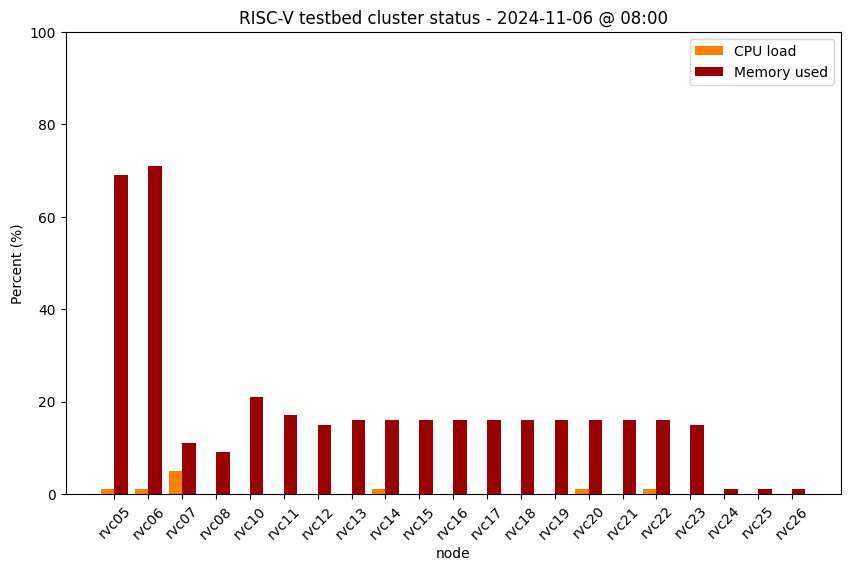 RISC-V testbed cluster status - 2024-11-06 @ 08:00
CPU load
Memory used
Percent (%)
100
80
60
40
20
0
rvc05
rvc06
rvc07
rvc08
rvc10
rvc11
rvc12
rvc13
rvc14
rvc15
rvc16
rvc17
rvc18
rvc19
rvc20
rvc21
rvc22
rvc23
rvc24
rvc25
rvc26
node